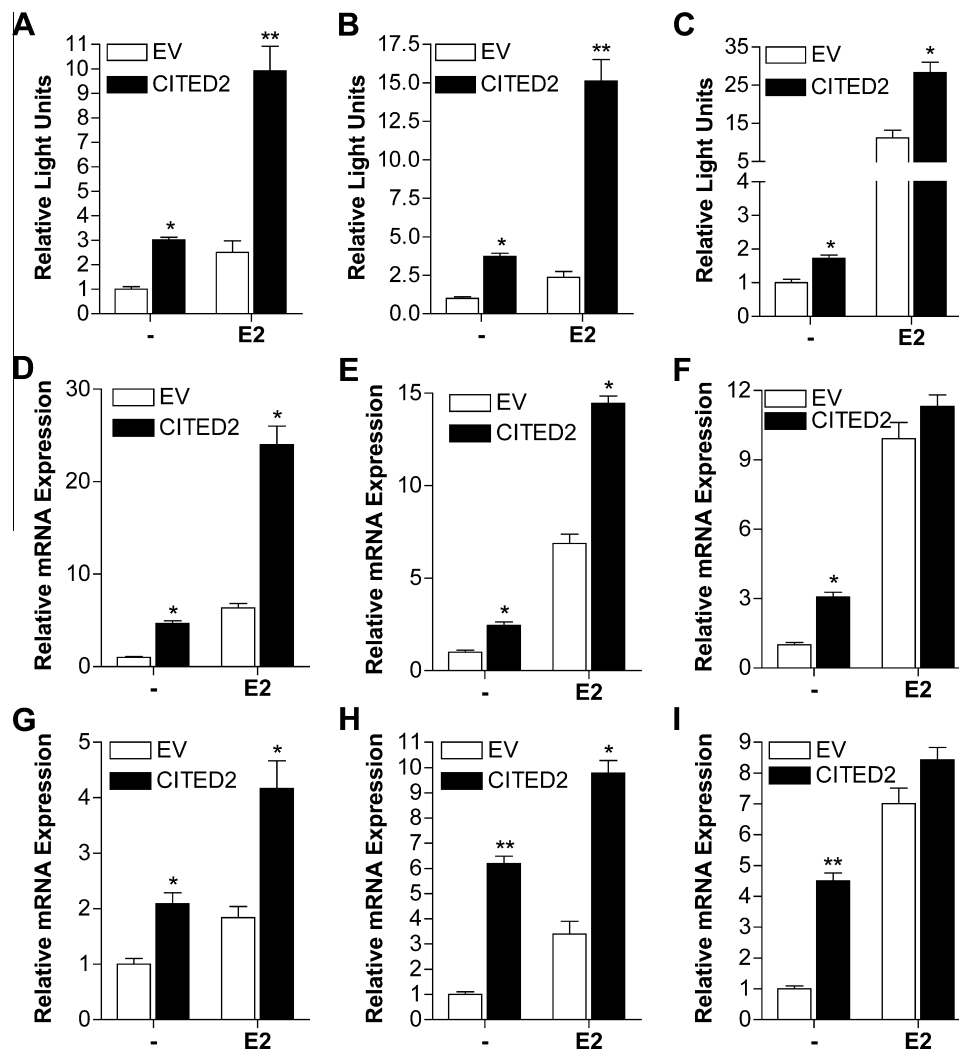 A
Relative Light Units
11
10
9
8
7
6
5
4
3
2
1
0
EV
CITED2
*
**
-
E2
B
Relative Light Units
17.5
15.0
12.5
10.0
7.5
5.0
2.5
0.0
EV
CITED2
*
**
-
E2
C
Relative Light Units
35
25
15
5
4
3
2
1
0
EV
CITED2
*
*
-
E2
D
Relative mRNA Expression
30
20
10
0
EV
CITED2
*
*
-
E2
E
Relative mRNA Expression
15
10
5
0
EV
CITED2
*
*
-
E2
F
Relative mRNA Expression
12
9
6
3
0
EV
CITED2
*
-
E2
G
Relative mRNA Expression
5
4
3
2
1
0
EV
CITED2
*
*
-
E2
H
Relative mRNA Expression
11
10
9
8
7
6
5
4
3
2
1
0
EV
CITED2
**
*
-
E2
I
Relative mRNA Expression
9
8
7
6
5
4
3
2
1
0
EV
CITED2
**
-
E2